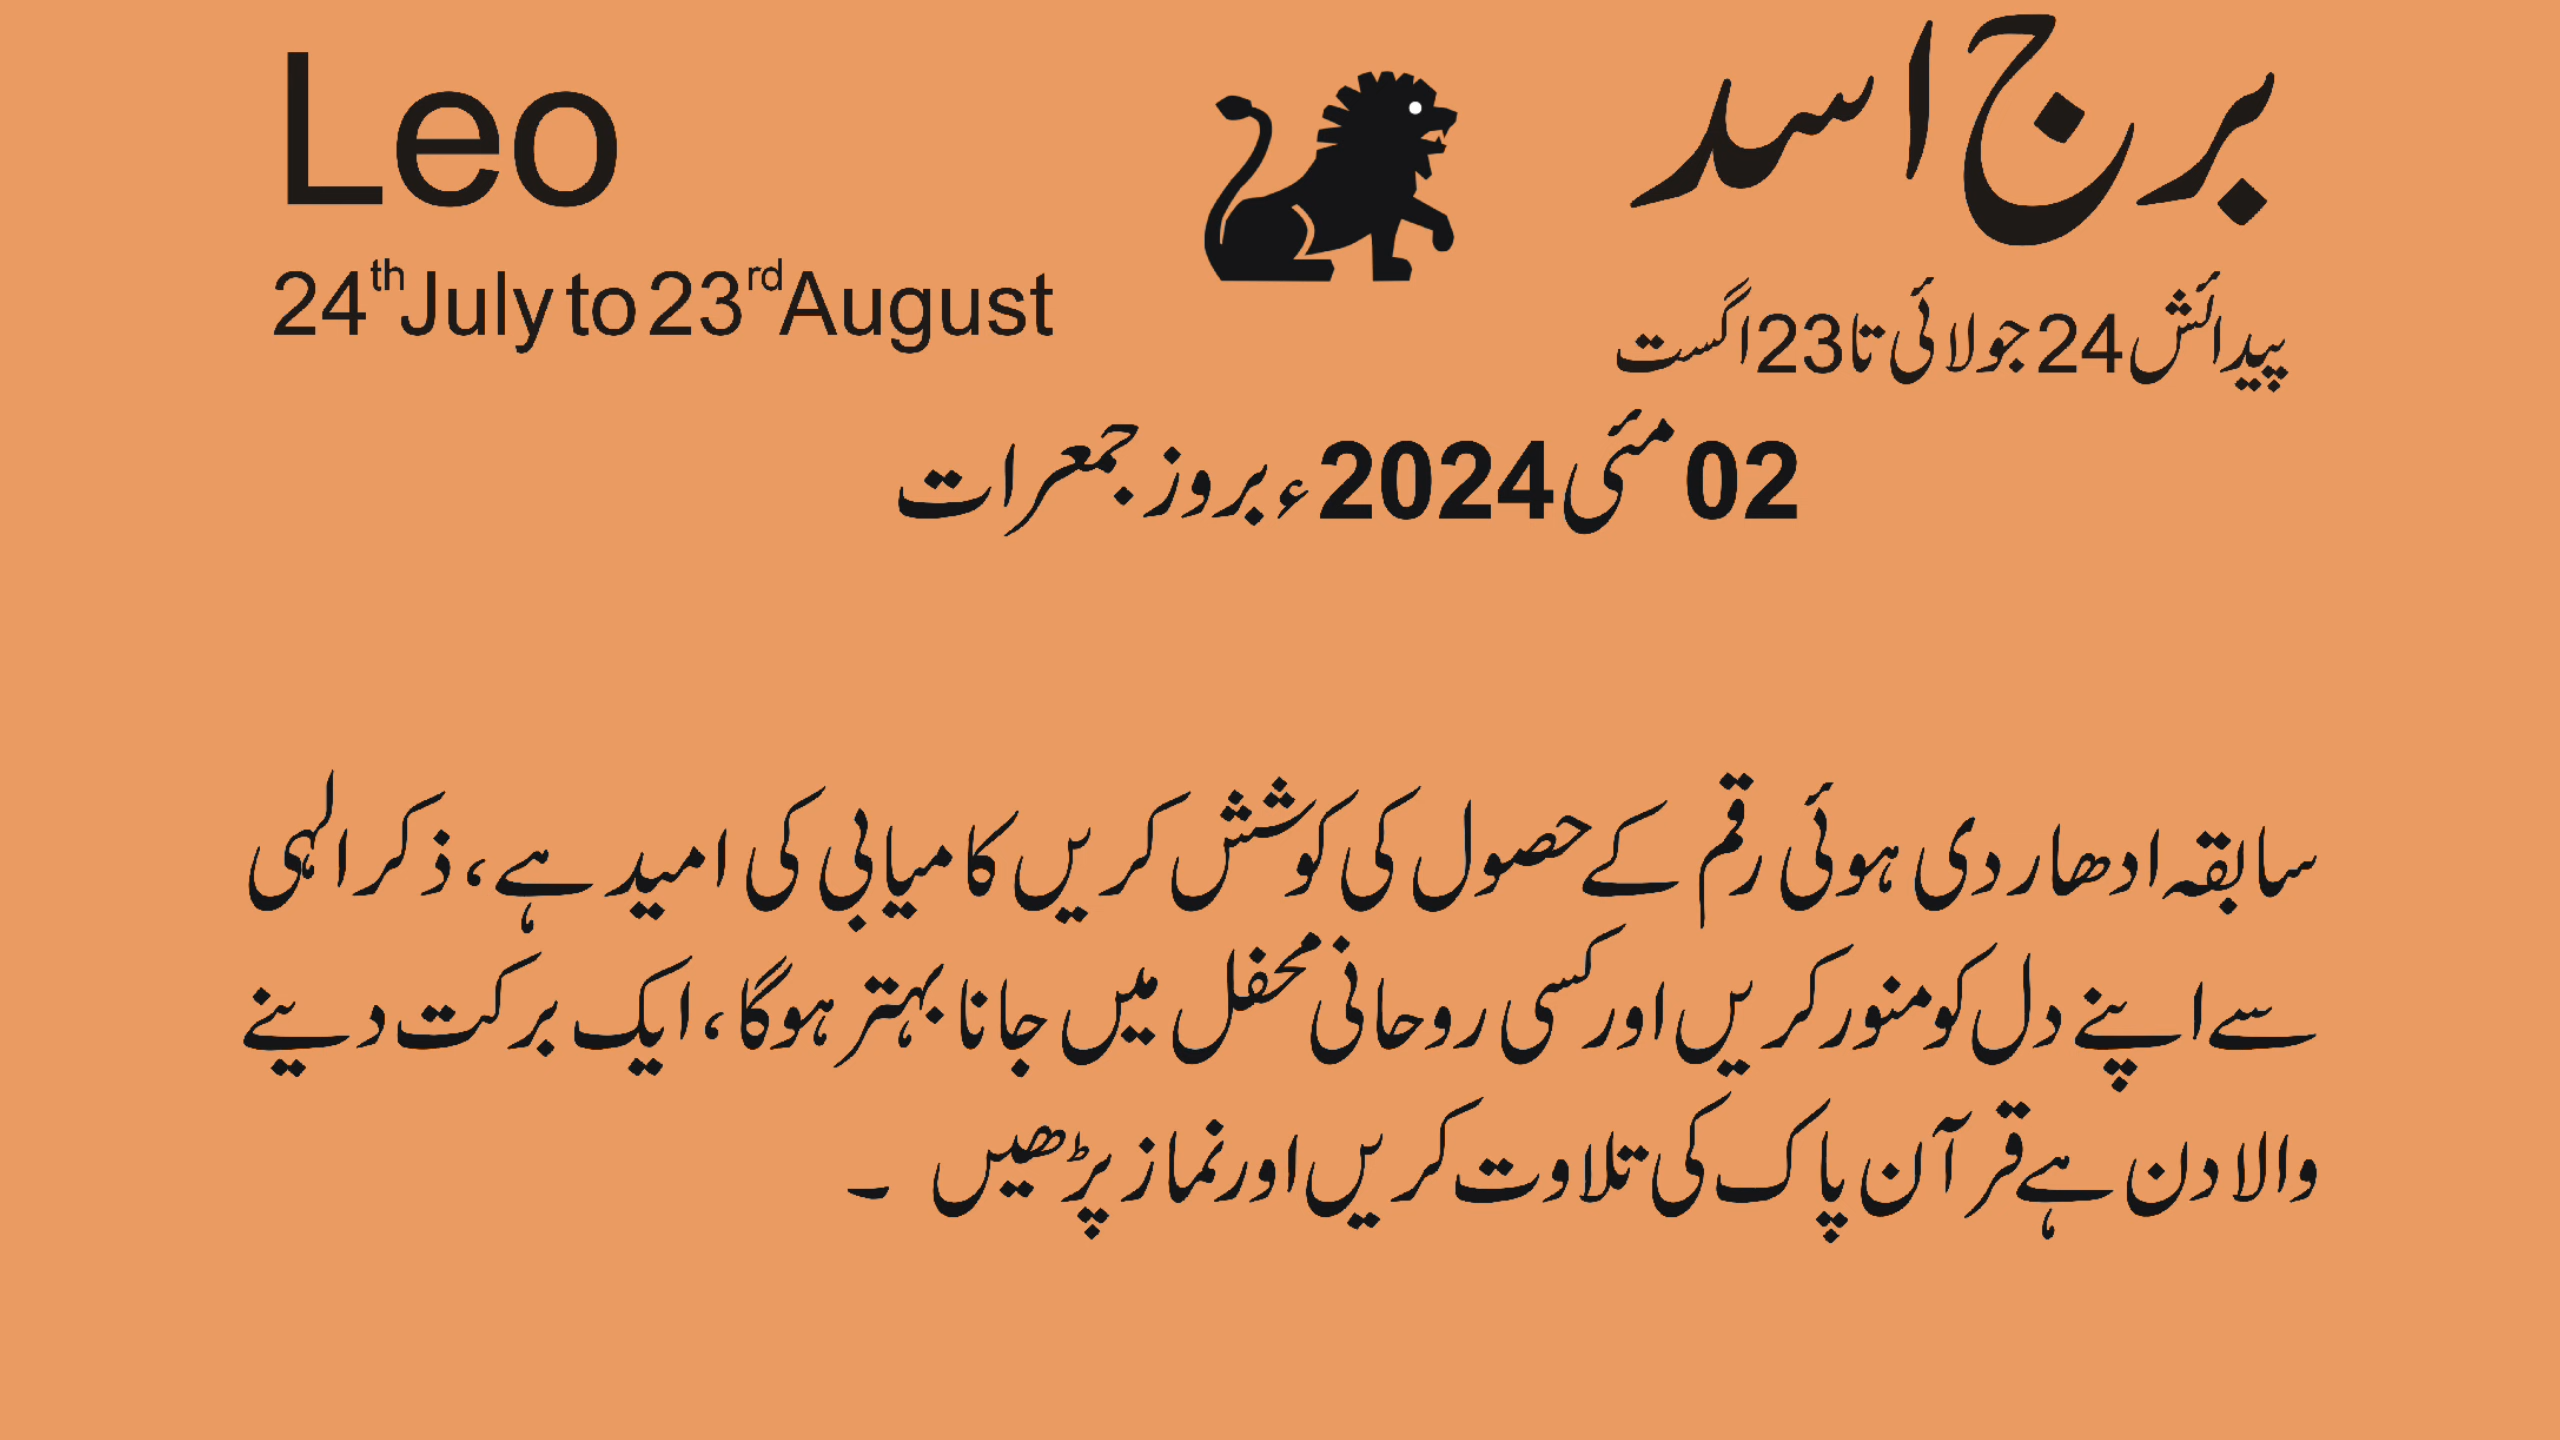 Leo
برج اسد
24th July to 23rd August
پیدائش 24 جولائی تا 23 اگست
02 مئی 2024ء بروز جمعرات
سابقہ ادھار دی ہوئی رقم کے حصول کی کوشش کریں کامیابی کی امید ہے، ذکر الہی
سے اپنے دل کو منور کریں اور کسی روحانی محفل میں جانا بہتر ہوگا، ایک برکت دینے
والا دن ہے قرآن پاک کی تلاوت کریں اور نماز پڑھیں ۔